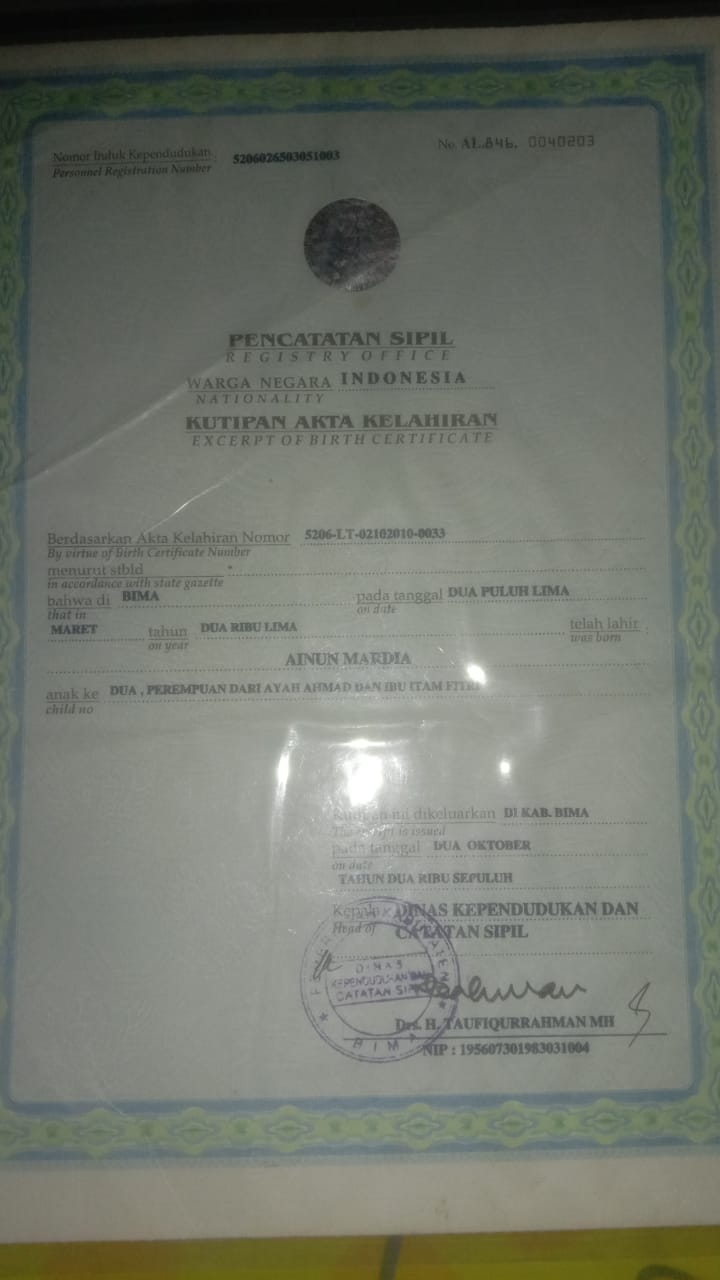 Nomor Induk Kependudukan 5206026503051003 No. AL.846. 0040203
Personnel Registration Number
PENCATATAN SIPIL
REGISTRY OFFICE
WARGA NEGARA INDONESIA
NATIONALITY
KUTIPAN AKTA KELAHIRAN
EXCERPT OF BIRTH CERTIFICATE
Berdasarkan Akta Kelahiran Nomor 5206-LT-02102010-0033
By virtue of Birth Certificate Number
menurut stbld
in accordance with state gazette
bahwa di BIMA pada tanggal DUA PULUH LIMA
that in on date
MARET tahun DUA RIBU LIMA telah lahir
on year was born
AINUN MARDIA
anak ke DUA , PEREMPUAN DARI AYAH AHMAD DAN IBU ITAM FITRI
child no
ini dikeluarkan DI KAB. BIMA
The is issued
pada tanggal DUA OKTOBER
on date
TAHUN DUA RIBU SEPULUH
Kepala DINAS KEPENDUDUKAN DAN
Head of CATATAN SIPIL
DINAS
KEPENDUDUKAN DAN
CATATAN SIPIL
BIMA
Drs. H. TAUFIQURRAHMAN MH
NIP : 195607301983031004